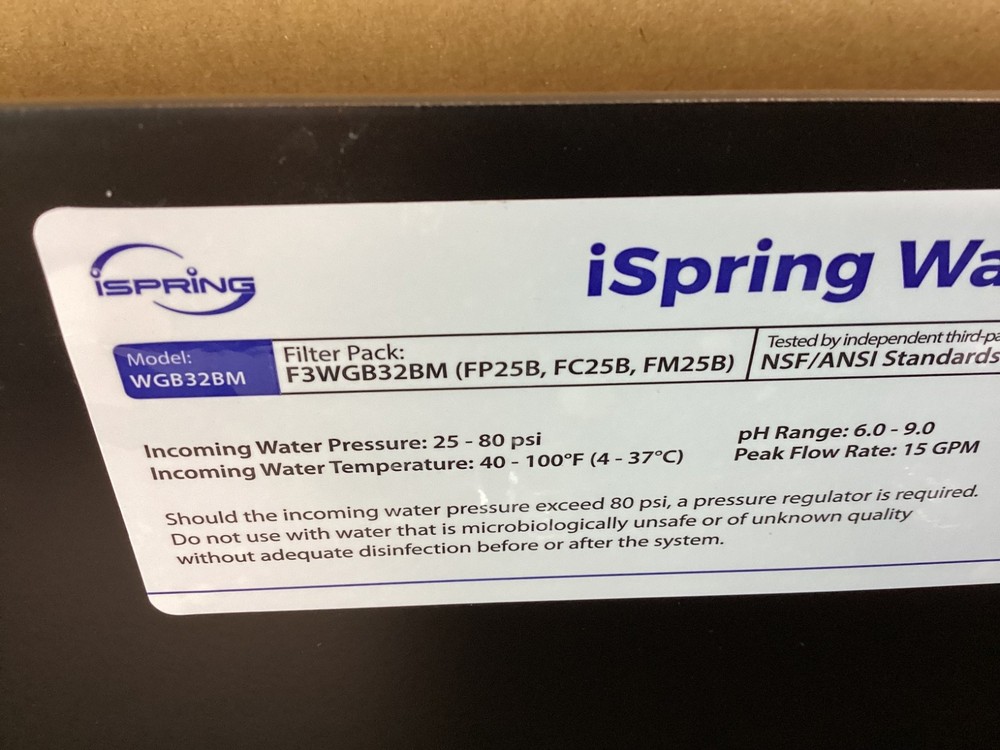 iSPRING
iSpring Wa
Model:
WGB32BM
Filter Pack:
F3WGB32BM (FP25B, FC25B, FM25B)
Tested by independent third-pa
NSF/ANSI Standards
Incoming Water Pressure: 25 - 80 psi
Incoming Water Temperature: 40 - 100°F (4 - 37°C)
pH Range: 6.0 - 9.0
Peak Flow Rate: 15 GPM
Should the incoming water pressure exceed 80 psi, a pressure regulator is required.
Do not use with water that is microbiologically unsafe or of unknown quality
without adequate disinfection before or after the system.